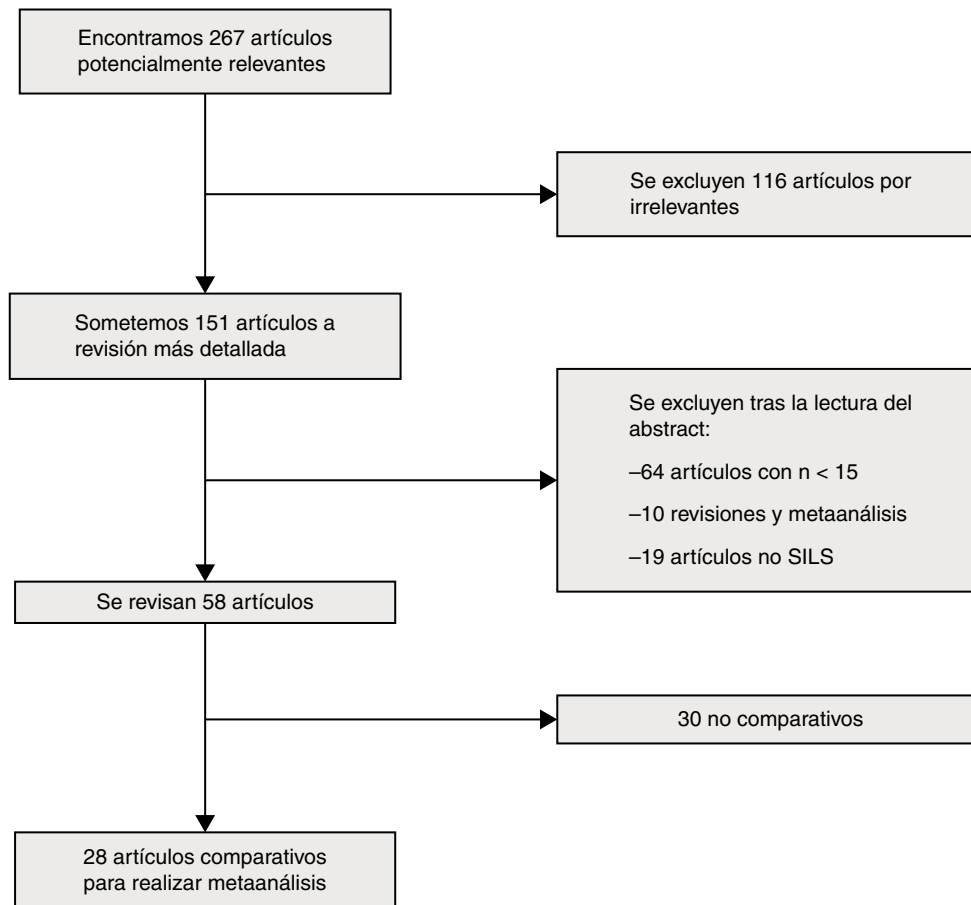 Encontramos 267 artículos
potencialmente relevantes
Se excluyen 116 artículos por
irrelevantes
Sometemos 151 artículos a
revisión más detallada
Se excluyen tras la lectura del
abstract:
–64 artículos con n < 15
–10 revisiones y metaanálisis
–19 artículos no SILS
Se revisan 58 artículos
30 no comparativos
28 artículos comparativos
para realizar metaanálisis